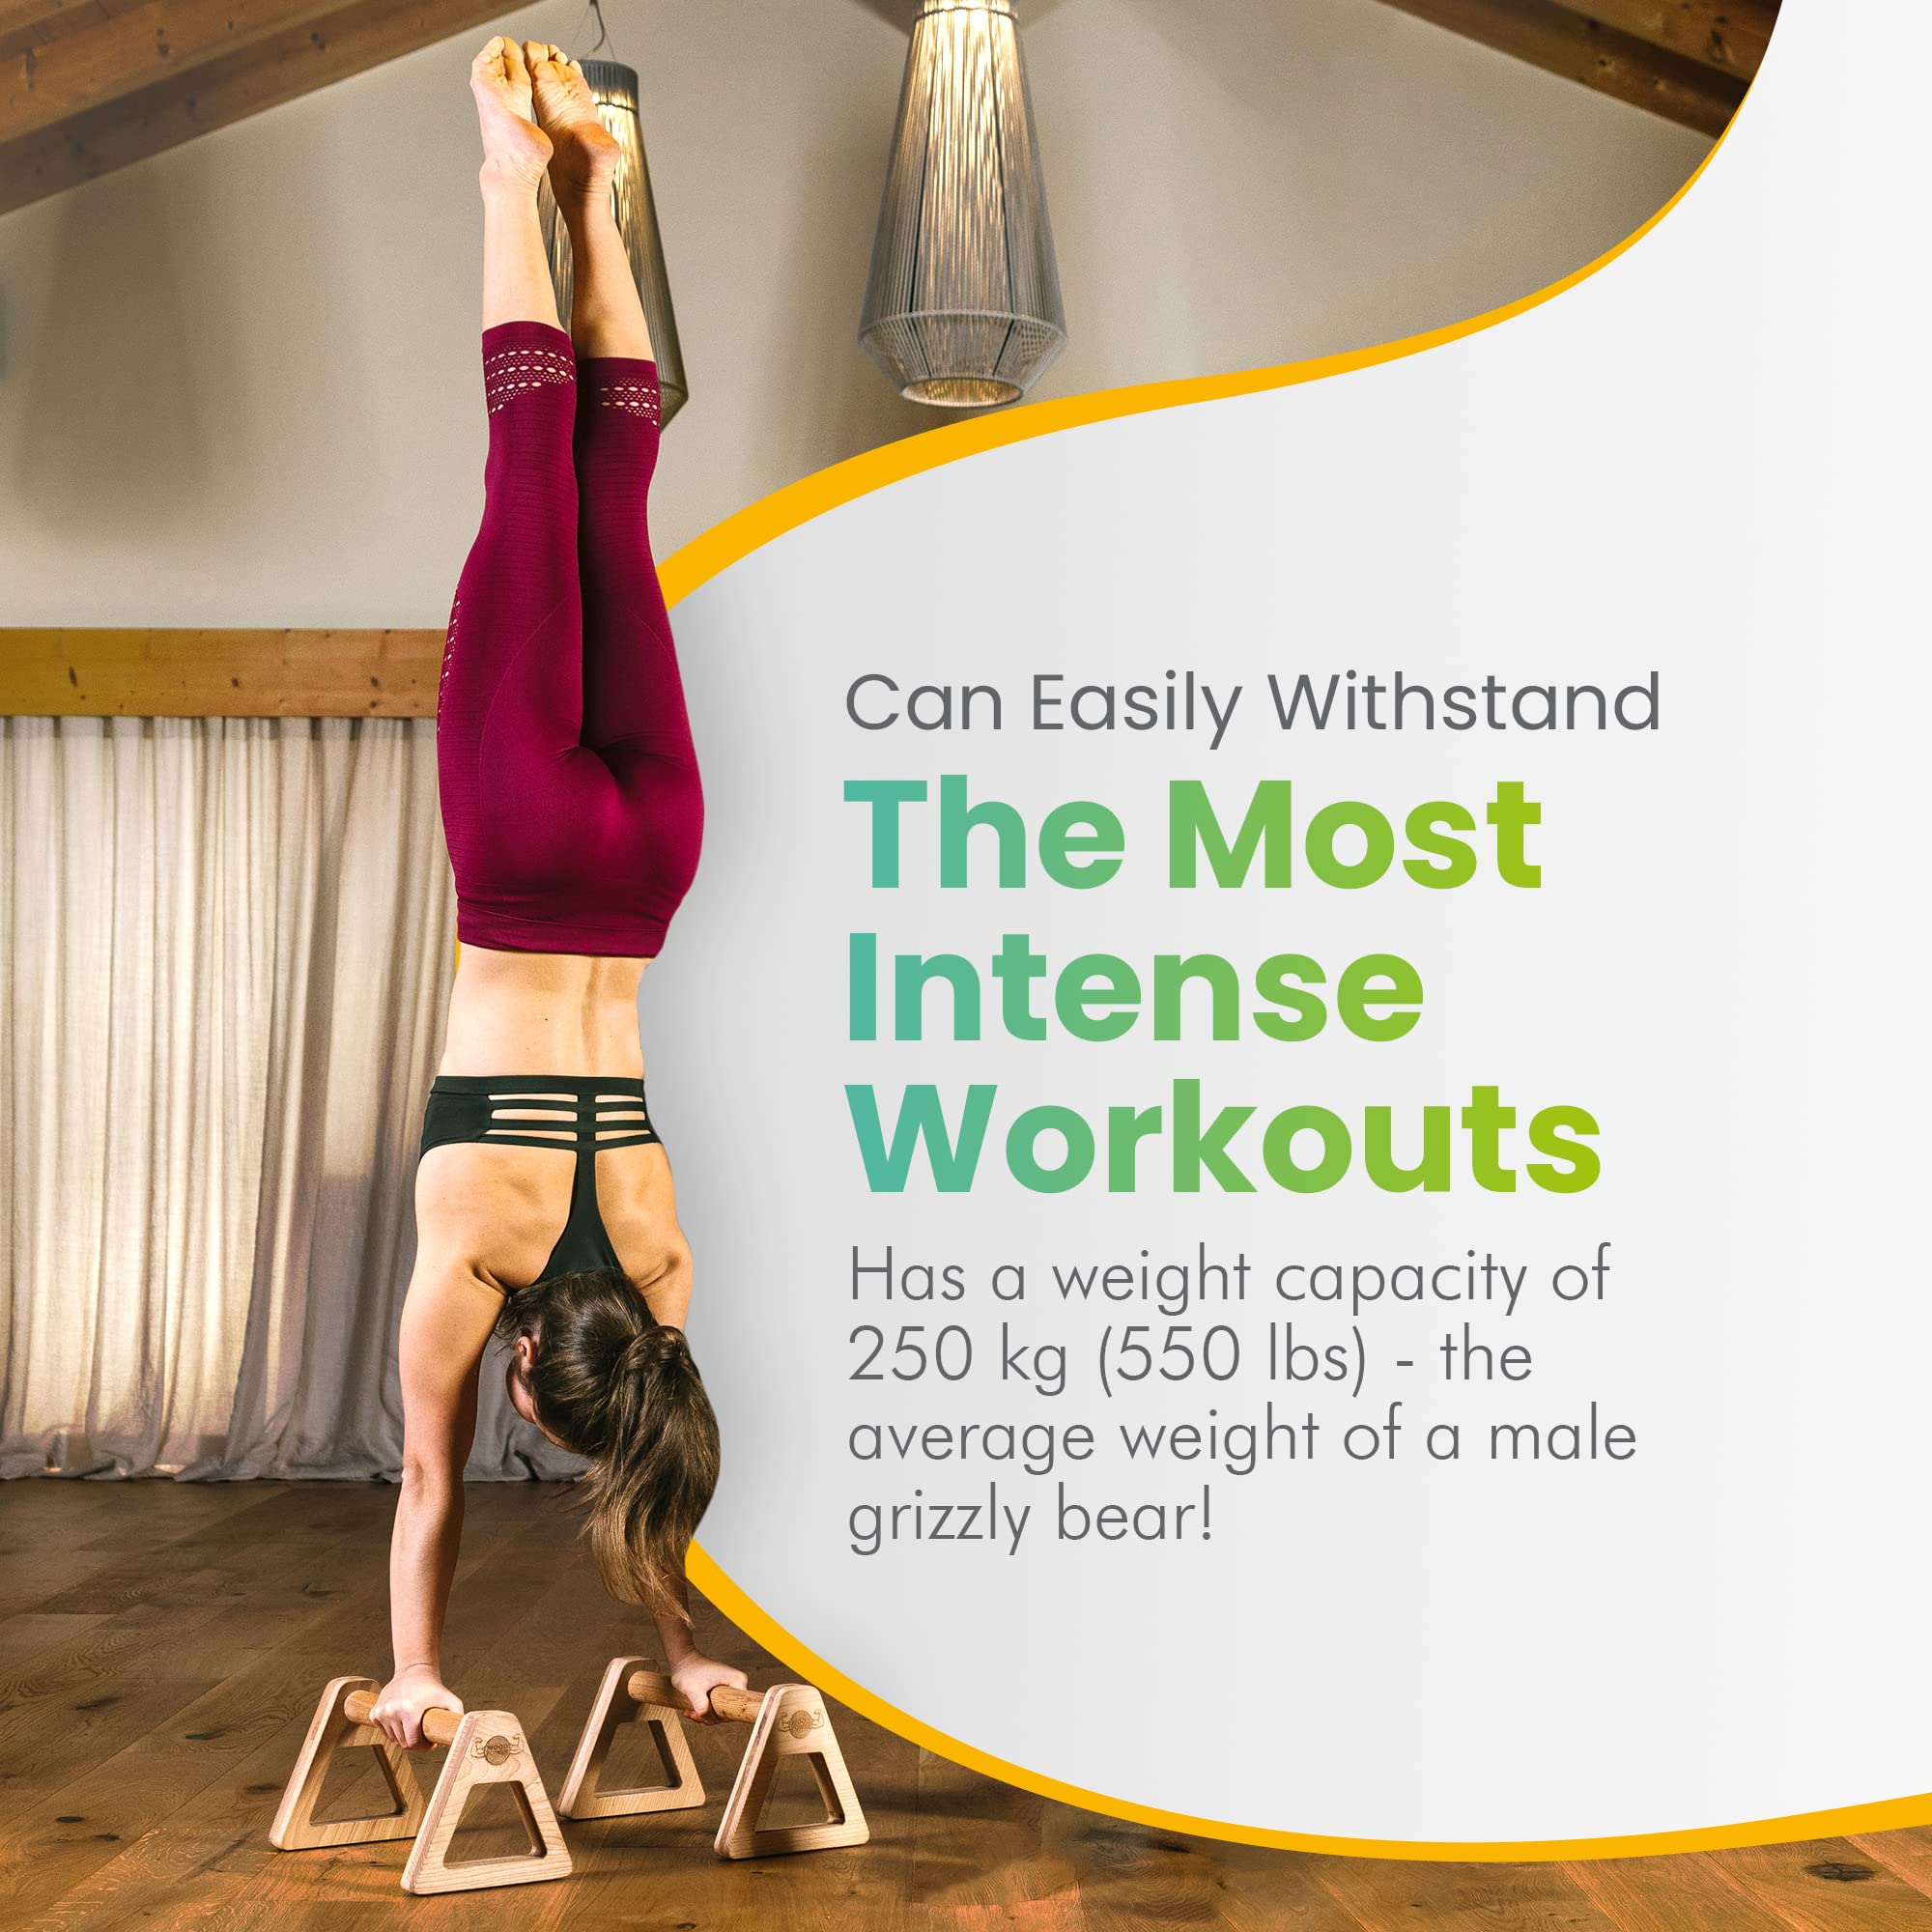 Can Easily Withstand
The Most
Intense
Workouts
Has a weight capacity of
250 kg (550 lbs) - the
average weight of a male
grizzly bear!